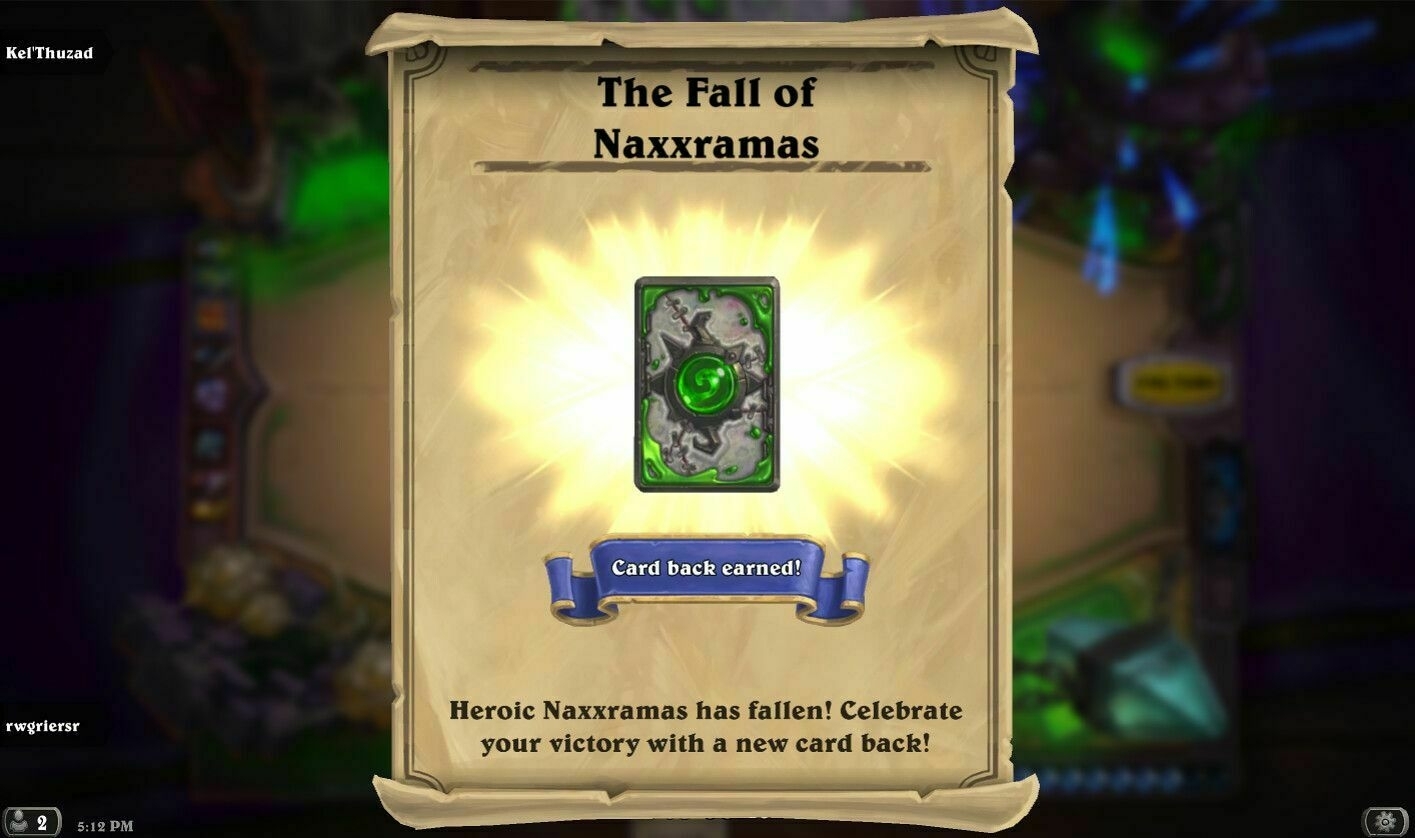 Kel'Thuzad
The Fall of
Naxxramas
Card back earned!
Heroic Naxxramas has fallen! Celebrate
your victory with a new card back!
rwgriersr
2
5:12 PM